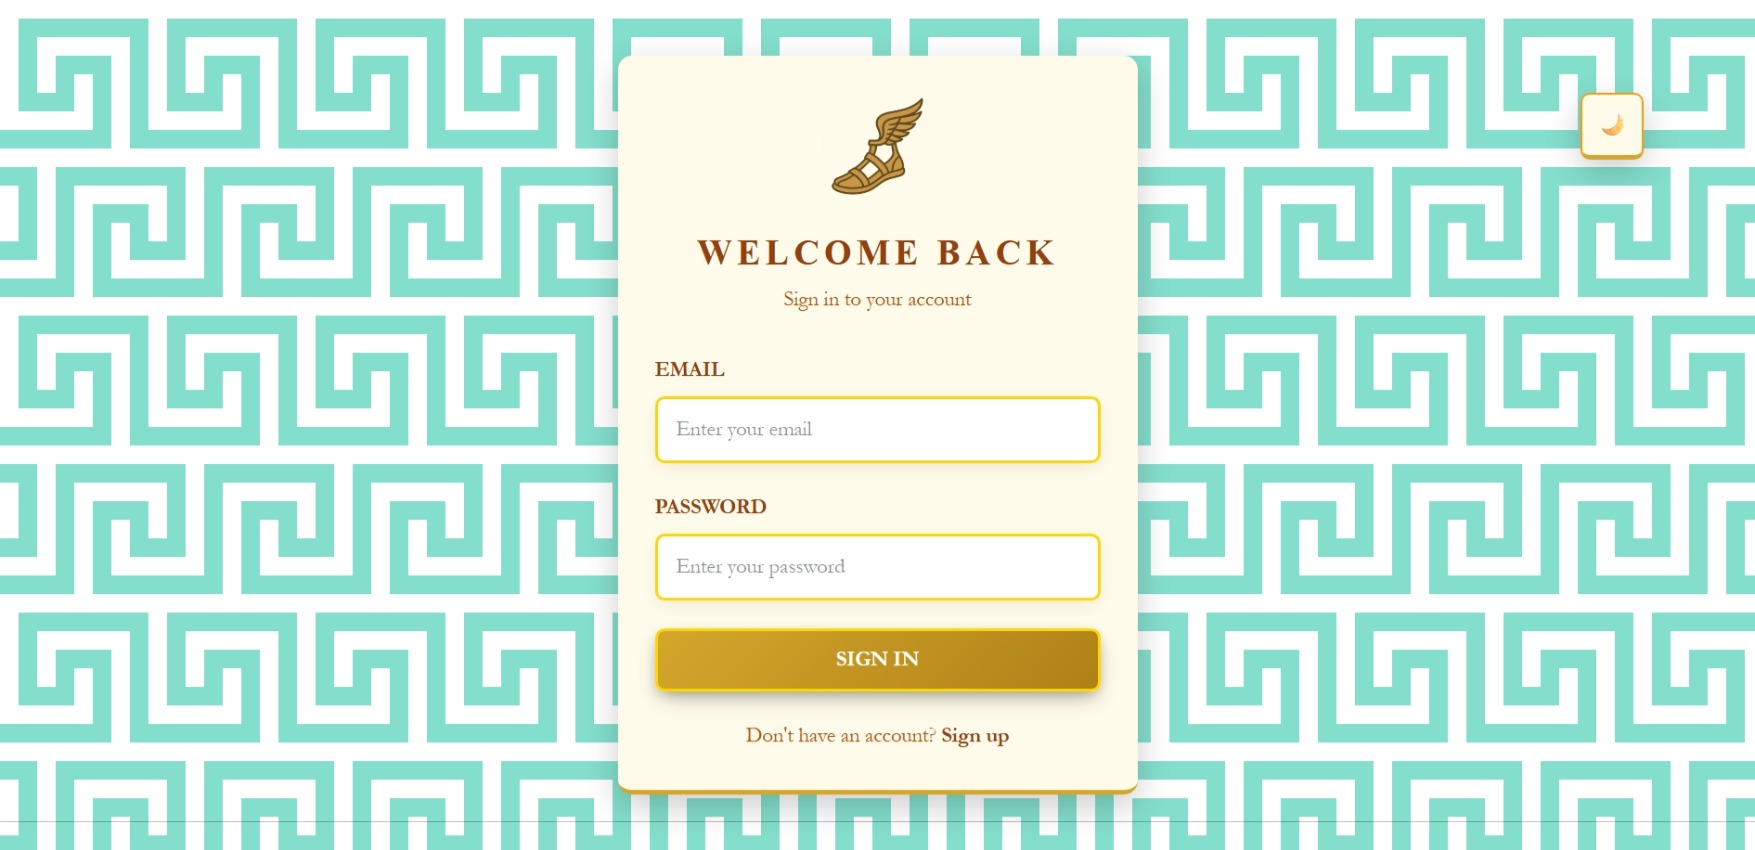 WELCOME BACK
Sign in to your account
EMAIL
Enter your email
PASSWORD
Enter your password
SIGN IN
Don't have an account? Sign up